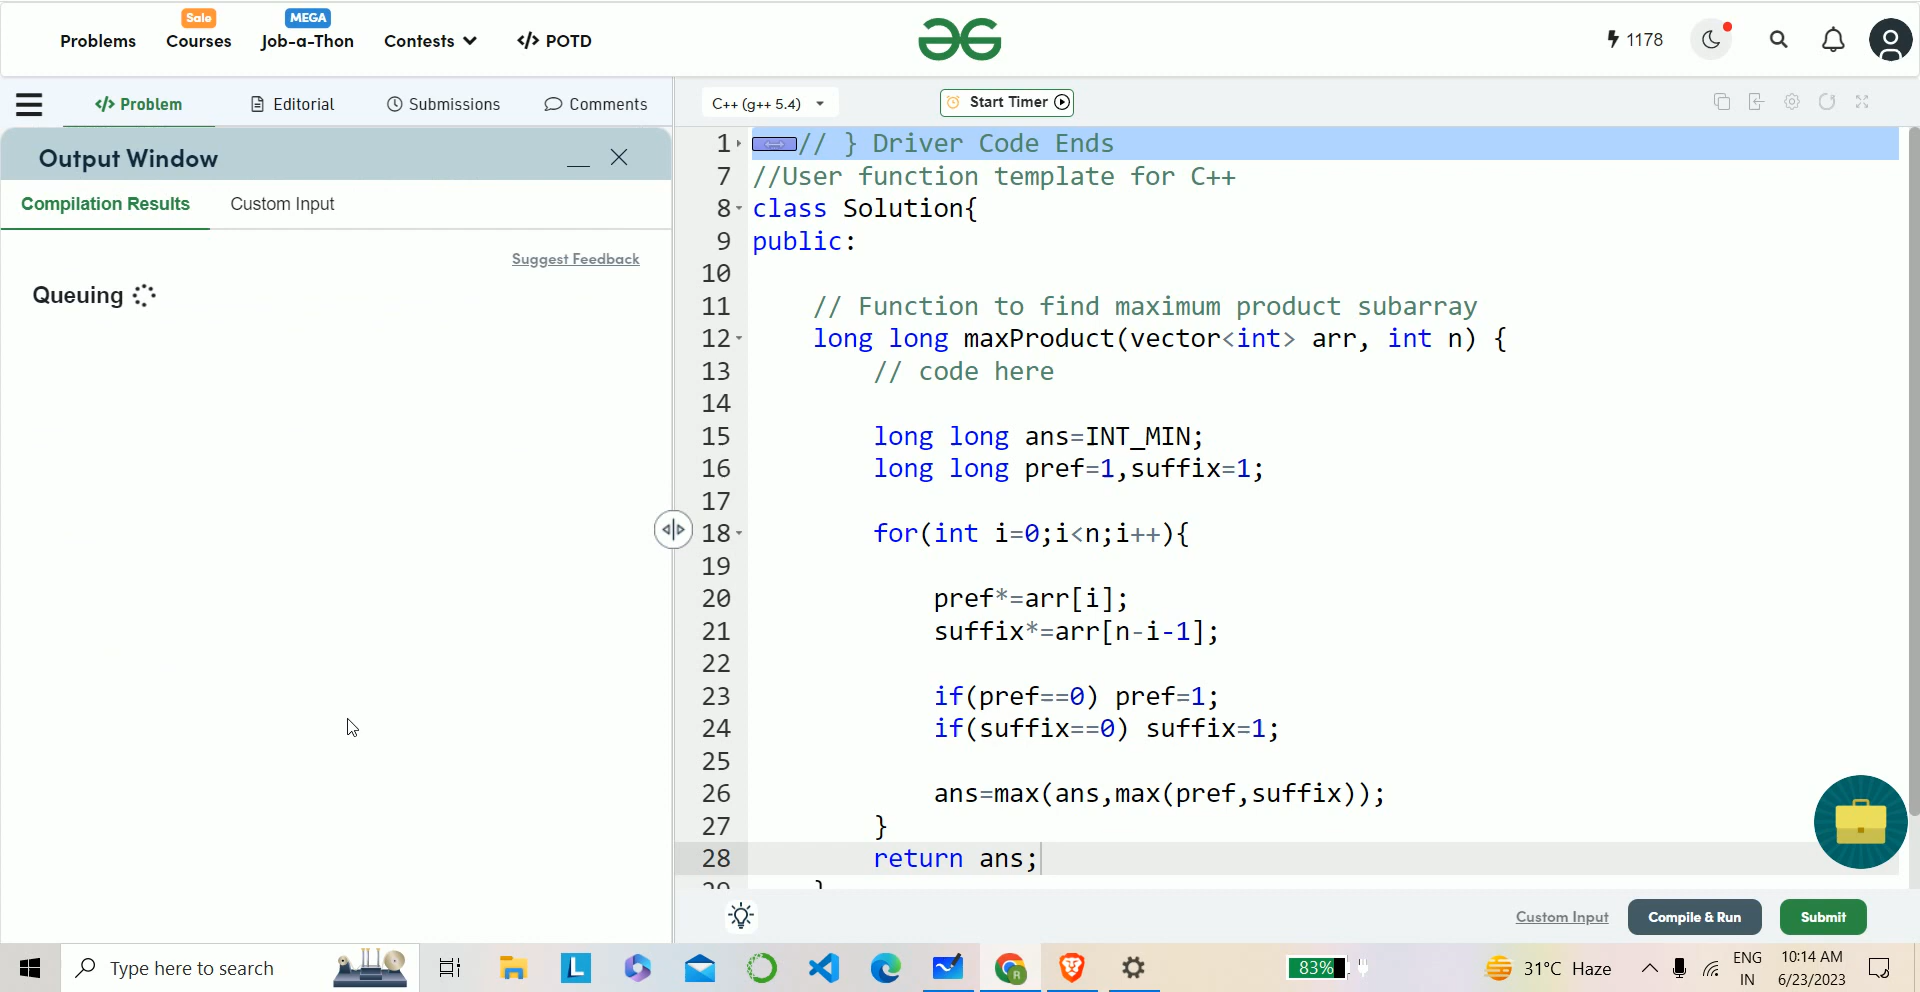 Sale
MEGA
Problems
Courses
Job-a-Thon
Contests
</> POTD
1178
</> Problem
Editorial
Submissions
Comments
C++ (g++ 5.4)
Start Timer
Output Window
Compilation Results
Custom Input
Suggest Feedback
Queuing
1 // } Driver Code Ends
7 //User function template for C++
8 class Solution{
9 public:
10
11 // Function to find maximum product subarray
12 long long maxProduct(vector<int> arr, int n) {
13 // code here
14
15 long long ans=INT_MIN;
16 long long pref=1,suffix=1;
17
18 for(int i=0;i<n;i++){
19
20 pref*=arr[i];
21 suffix*=arr[n-i-1];
22
23 if(pref==0) pref=1;
24 if(suffix==0) suffix=1;
25
26 ans=max(ans,max(pref,suffix));
27 }
28 return ans;
29 }
Custom Input
Compile & Run
Submit
Type here to search
L
R
83%
31°C Haze
ENG
IN
10:14 AM
6/23/2023